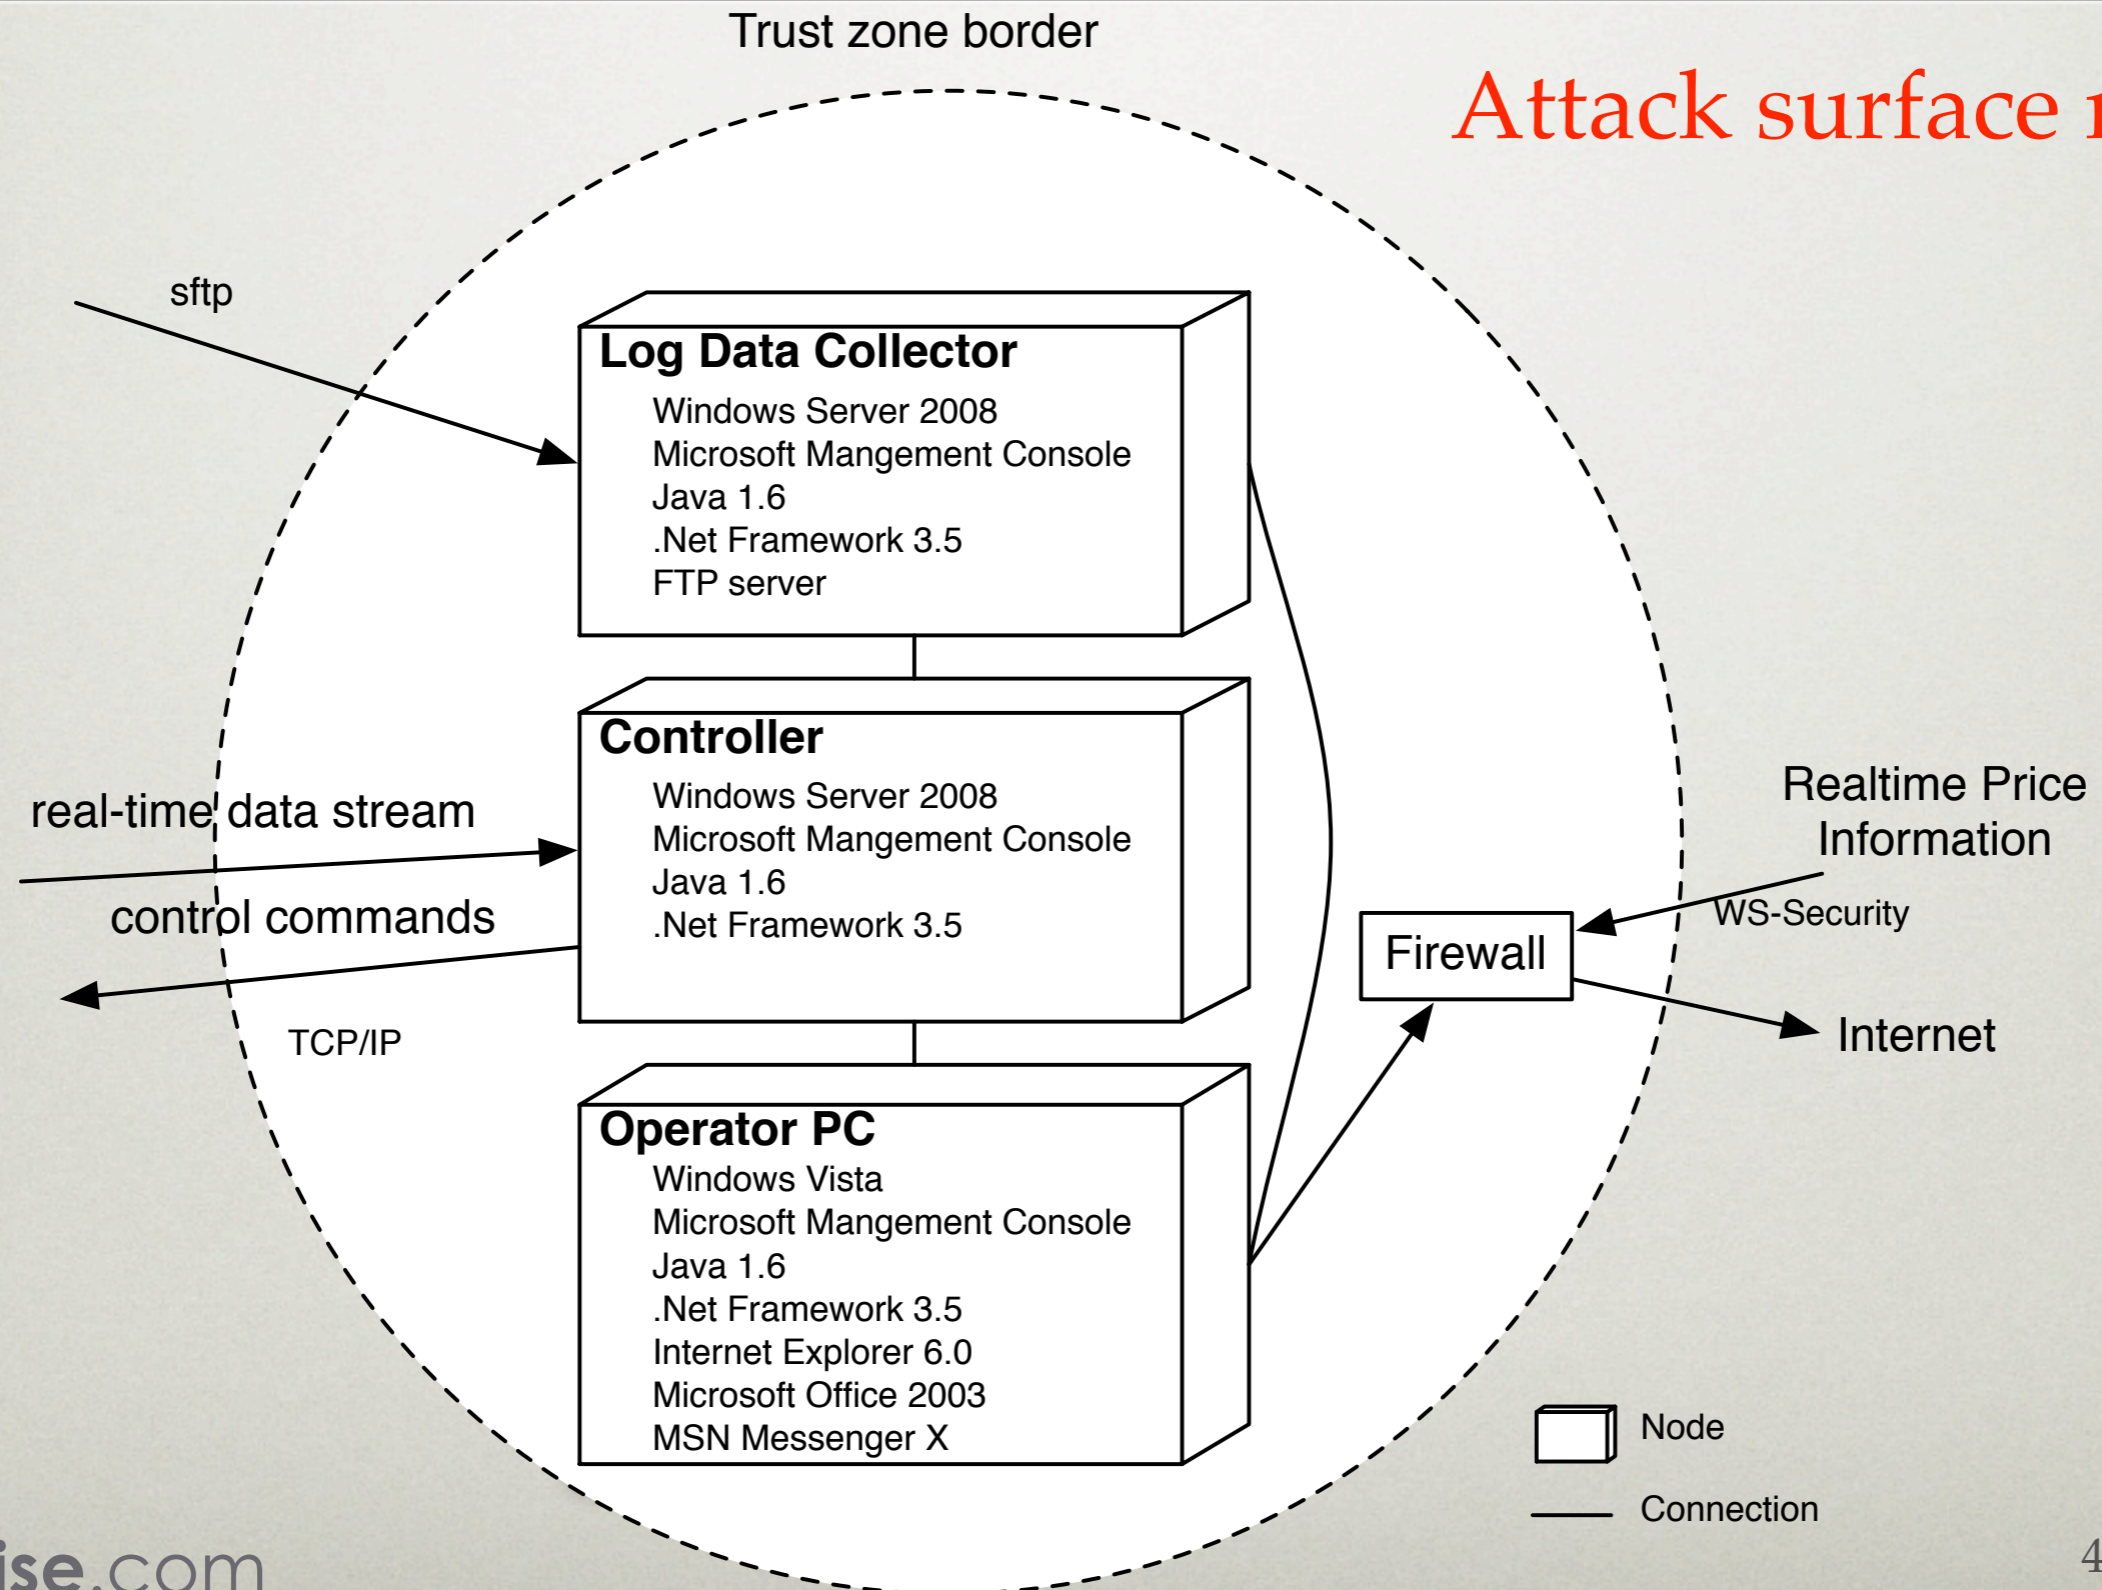 Trust zone border
Attack surface
sftp
Log Data Collector
Windows Server 2008
Microsoft Mangement Console
Java 1.6
.Net Framework 3.5
FTP server
Controller
Windows Server 2008
Microsoft Mangement Console
Java 1.6
.Net Framework 3.5
real-time data stream
control commands
TCP/IP
Realtime Price
Information
WS-Security
Firewall
Internet
Operator PC
Windows Vista
Microsoft Mangement Console
Java 1.6
.Net Framework 3.5
Internet Explorer 6.0
Microsoft Office 2003
MSN Messenger X
Node
Connection
ise.com
4